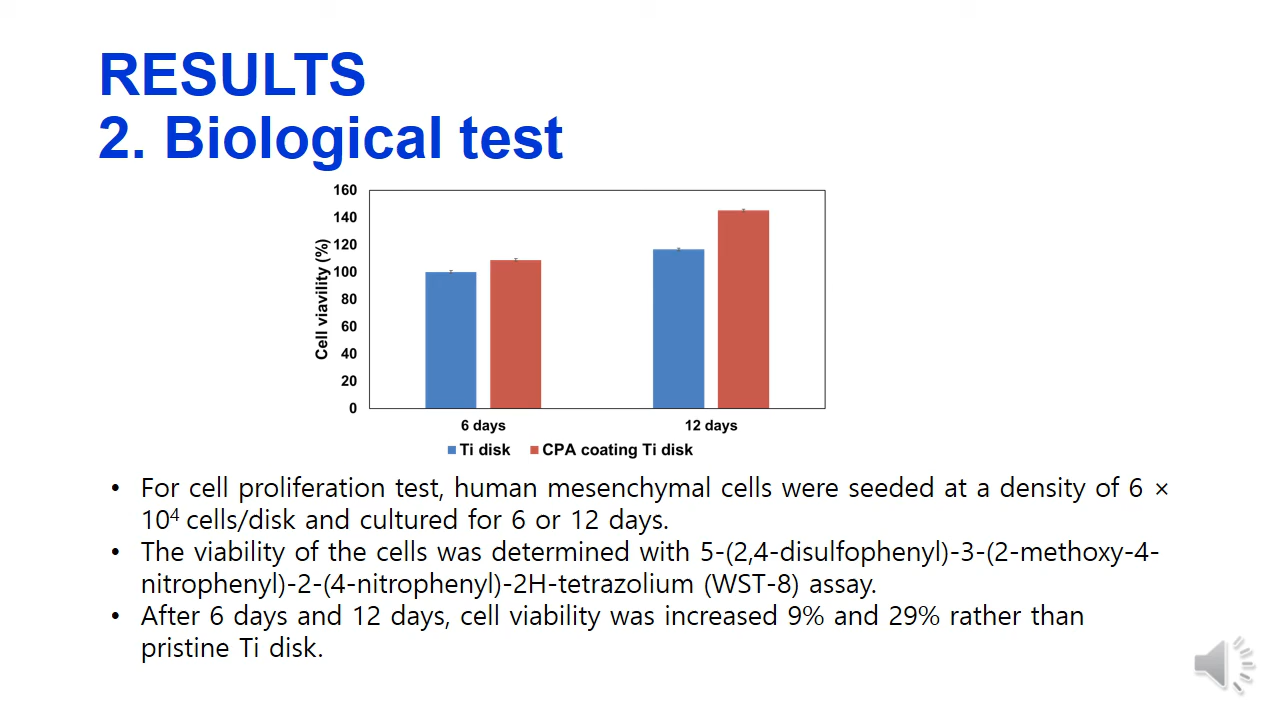 RESULTS
2. Biological test
160
140
120
100
80
60
40
20
0
Cell viavility (%)
6 days
12 days
Ti disk
CPA coating Ti disk
• For cell proliferation test, human mesenchymal cells were seeded at a density of 6 ×
10⁴ cells/disk and cultured for 6 or 12 days.
• The viability of the cells was determined with 5-(2,4-disulfophenyl)-3-(2-methoxy-4-
nitrophenyl)-2-(4-nitrophenyl)-2H-tetrazolium (WST-8) assay.
• After 6 days and 12 days, cell viability was increased 9% and 29% rather than
pristine Ti disk.